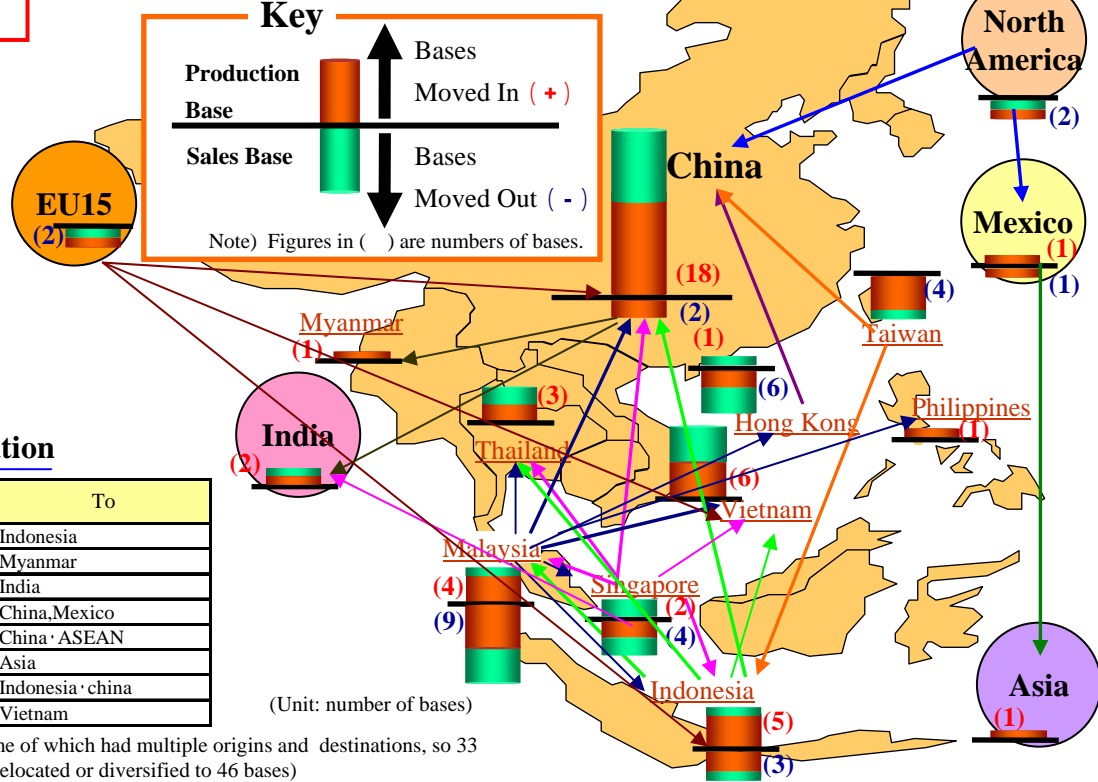 Key
Production
Base
Sales Base
Bases
Moved In (+)
Bases
Moved Out (-)
Note) Figures in ( ) are numbers of bases.
North
America
(2)
China
EU15
(2)
Mexico
(1)
(1)
(18)
(2)
(4)
Taiwan
Myanmar
(1)
(1)
(6)
Hong Kong
(3)
Thailand
Philippines
(1)
India
(2)
(6)
Vietnam
Malaysia
(4)
(9)
Singapore
(2)
(4)
Indonesia
(5)
(3)
Asia
(1)
To
Indonesia
Myanmar
India
China,Mexico
China·ASEAN
Asia
Indonesia·china
Vietnam
(Unit: number of bases)
of which had multiple origins and destinations, so 33
elocated or diversified to 46 bases)